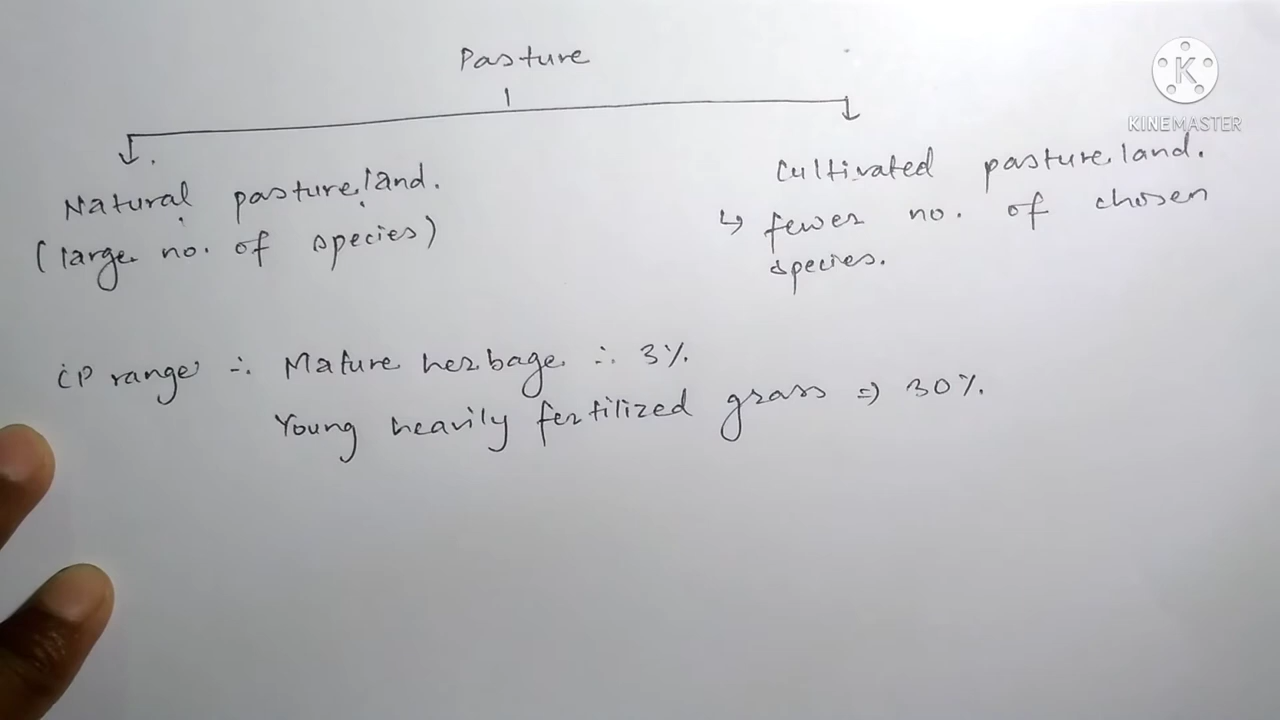 Pasture
KINEMASTER
Natural pasture land.
(large no. of species)
Cultivated pasture land.
↳ fewer no. of chosen
species.
CP range ∴ Mature herbage ∴ 3%.
Young heavily fertilized grass => 30%.